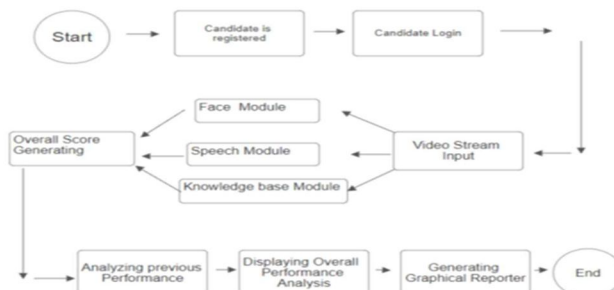 Start
Candidate is
registered
Candidate Login
Face Module
Overall Score
Generating
Speech Module
Video Stream
Input
Knowledge base Module
Analyzing previous
Performance
Displaying Overall
Performance
Analysis
Generating
Graphical Reporter
End